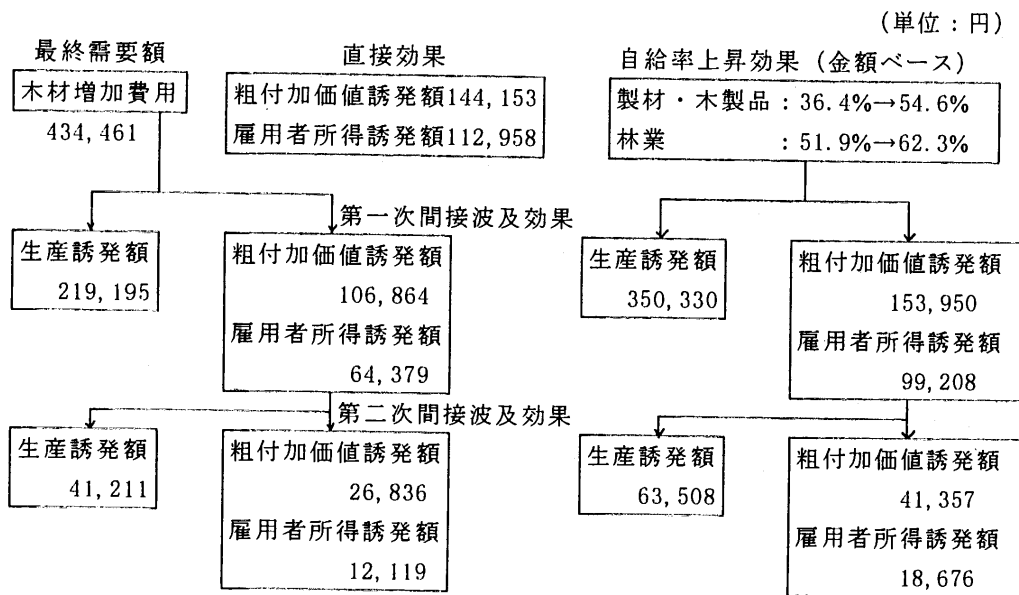 (単位：円)
最終需要額
木材増加費用
434,461
直接効果
粗付加価値誘発額144,153
雇用者所得誘発額112,958
自給率上昇効果（金額ベース）
製材・木製品：36.4%→54.6%
林業　　　　：51.9%→62.3%
第一次間接波及効果
生産誘発額
219,195
粗付加価値誘発額
106,864
雇用者所得誘発額
64,379
生産誘発額
350,330
粗付加価値誘発額
153,950
雇用者所得誘発額
99,208
第二次間接波及効果
生産誘発額
41,211
粗付加価値誘発額
26,836
雇用者所得誘発額
12,119
生産誘発額
63,508
粗付加価値誘発額
41,357
雇用者所得誘発額
18,676